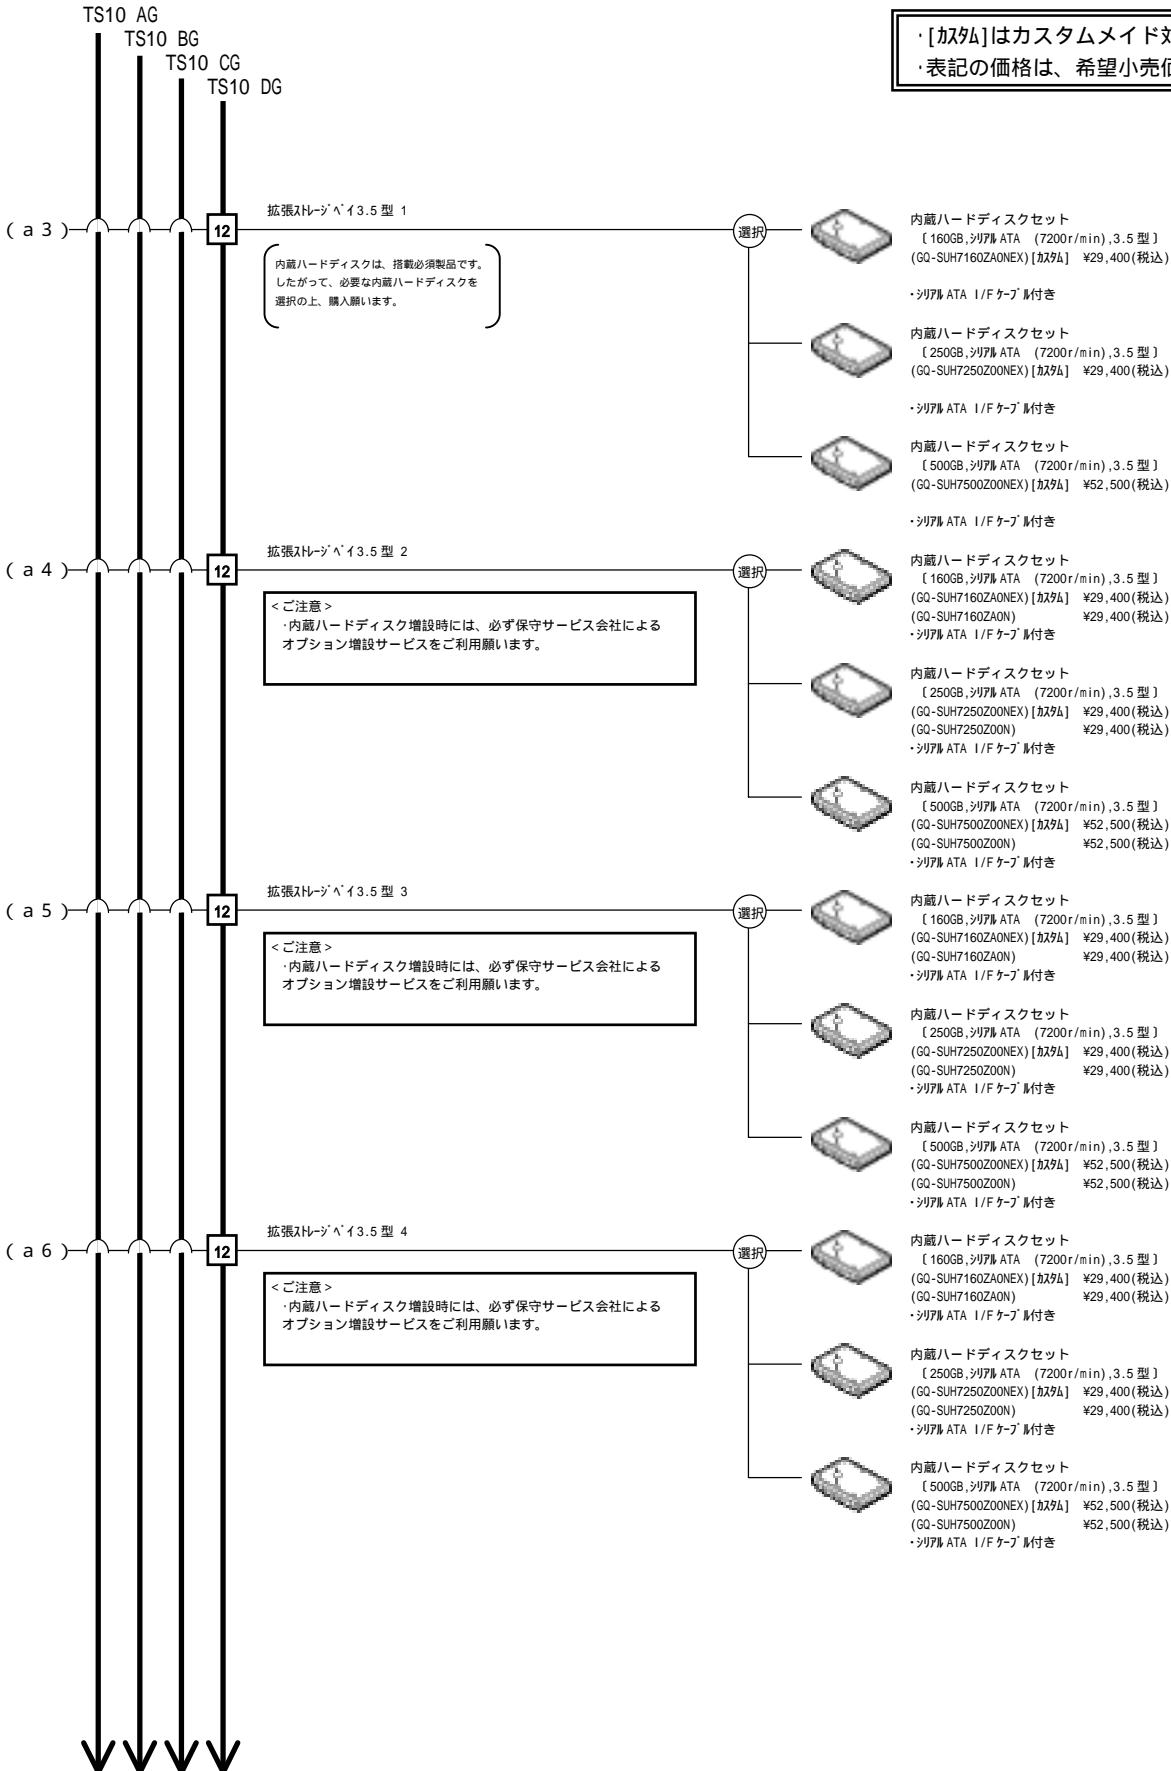 TS10 AG
TS10 BG
TS10 CG
TS10 DG
・[ｶｽﾀﾑ]はカスタムメイド対
・表記の価格は、希望小売価
(a3)
12
拡張ｽﾄﾚｰｼﾞﾍﾞｲ3.5型 1
内蔵ハードディスクは、搭載必須製品です。
したがって、必要な内蔵ハードディスクを
選択の上、購入願います。
選択
内蔵ハードディスクセット
〔160GB,ｼﾘｱﾙATA (7200r/min),3.5型〕
(GQ-SUH7160ZA0NEX)[ｶｽﾀﾑ] ¥29,400(税込)
・ｼﾘｱﾙATA I/Fｹｰﾌﾞﾙ付き
内蔵ハードディスクセット
〔250GB,ｼﾘｱﾙATA (7200r/min),3.5型〕
(GQ-SUH7250Z00NEX)[ｶｽﾀﾑ] ¥29,400(税込)
・ｼﾘｱﾙATA I/Fｹｰﾌﾞﾙ付き
内蔵ハードディスクセット
〔500GB,ｼﾘｱﾙATA (7200r/min),3.5型〕
(GQ-SUH7500Z00NEX)[ｶｽﾀﾑ] ¥52,500(税込)
・ｼﾘｱﾙATA I/Fｹｰﾌﾞﾙ付き
(a4)
12
拡張ｽﾄﾚｰｼﾞﾍﾞｲ3.5型 2
<ご注意>
・内蔵ハードディスク増設時には、必ず保守サービス会社による
オプション増設サービスをご利用願います。
選択
内蔵ハードディスクセット
〔160GB,ｼﾘｱﾙATA (7200r/min),3.5型〕
(GQ-SUH7160ZA0NEX)[ｶｽﾀﾑ] ¥29,400(税込)
(GQ-SUH7160ZA0N) ¥29,400(税込)
・ｼﾘｱﾙATA I/Fｹｰﾌﾞﾙ付き
内蔵ハードディスクセット
〔250GB,ｼﾘｱﾙATA (7200r/min),3.5型〕
(GQ-SUH7250Z00NEX)[ｶｽﾀﾑ] ¥29,400(税込)
(GQ-SUH7250Z00N) ¥29,400(税込)
・ｼﾘｱﾙATA I/Fｹｰﾌﾞﾙ付き
内蔵ハードディスクセット
〔500GB,ｼﾘｱﾙATA (7200r/min),3.5型〕
(GQ-SUH7500Z00NEX)[ｶｽﾀﾑ] ¥52,500(税込)
(GQ-SUH7500Z00N) ¥52,500(税込)
・ｼﾘｱﾙATA I/Fｹｰﾌﾞﾙ付き
(a5)
12
拡張ｽﾄﾚｰｼﾞﾍﾞｲ3.5型 3
<ご注意>
・内蔵ハードディスク増設時には、必ず保守サービス会社による
オプション増設サービスをご利用願います。
選択
内蔵ハードディスクセット
〔160GB,ｼﾘｱﾙATA (7200r/min),3.5型〕
(GQ-SUH7160ZA0NEX)[ｶｽﾀﾑ] ¥29,400(税込)
(GQ-SUH7160ZA0N) ¥29,400(税込)
・ｼﾘｱﾙATA I/Fｹｰﾌﾞﾙ付き
内蔵ハードディスクセット
〔250GB,ｼﾘｱﾙATA (7200r/min),3.5型〕
(GQ-SUH7250Z00NEX)[ｶｽﾀﾑ] ¥29,400(税込)
(GQ-SUH7250Z00N) ¥29,400(税込)
・ｼﾘｱﾙATA I/Fｹｰﾌﾞﾙ付き
内蔵ハードディスクセット
〔500GB,ｼﾘｱﾙATA (7200r/min),3.5型〕
(GQ-SUH7500Z00NEX)[ｶｽﾀﾑ] ¥52,500(税込)
(GQ-SUH7500Z00N) ¥52,500(税込)
・ｼﾘｱﾙATA I/Fｹｰﾌﾞﾙ付き
(a6)
12
拡張ｽﾄﾚｰｼﾞﾍﾞｲ3.5型 4
<ご注意>
・内蔵ハードディスク増設時には、必ず保守サービス会社による
オプション増設サービスをご利用願います。
選択
内蔵ハードディスクセット
〔160GB,ｼﾘｱﾙATA (7200r/min),3.5型〕
(GQ-SUH7160ZA0NEX)[ｶｽﾀﾑ] ¥29,400(税込)
(GQ-SUH7160ZA0N) ¥29,400(税込)
・ｼﾘｱﾙATA I/Fｹｰﾌﾞﾙ付き
内蔵ハードディスクセット
〔250GB,ｼﾘｱﾙATA (7200r/min),3.5型〕
(GQ-SUH7250Z00NEX)[ｶｽﾀﾑ] ¥29,400(税込)
(GQ-SUH7250Z00N) ¥29,400(税込)
・ｼﾘｱﾙATA I/Fｹｰﾌﾞﾙ付き
内蔵ハードディスクセット
〔500GB,ｼﾘｱﾙATA (7200r/min),3.5型〕
(GQ-SUH7500Z00NEX)[ｶｽﾀﾑ] ¥52,500(税込)
(GQ-SUH7500Z00N) ¥52,500(税込)
・ｼﾘｱﾙATA I/Fｹｰﾌﾞﾙ付き